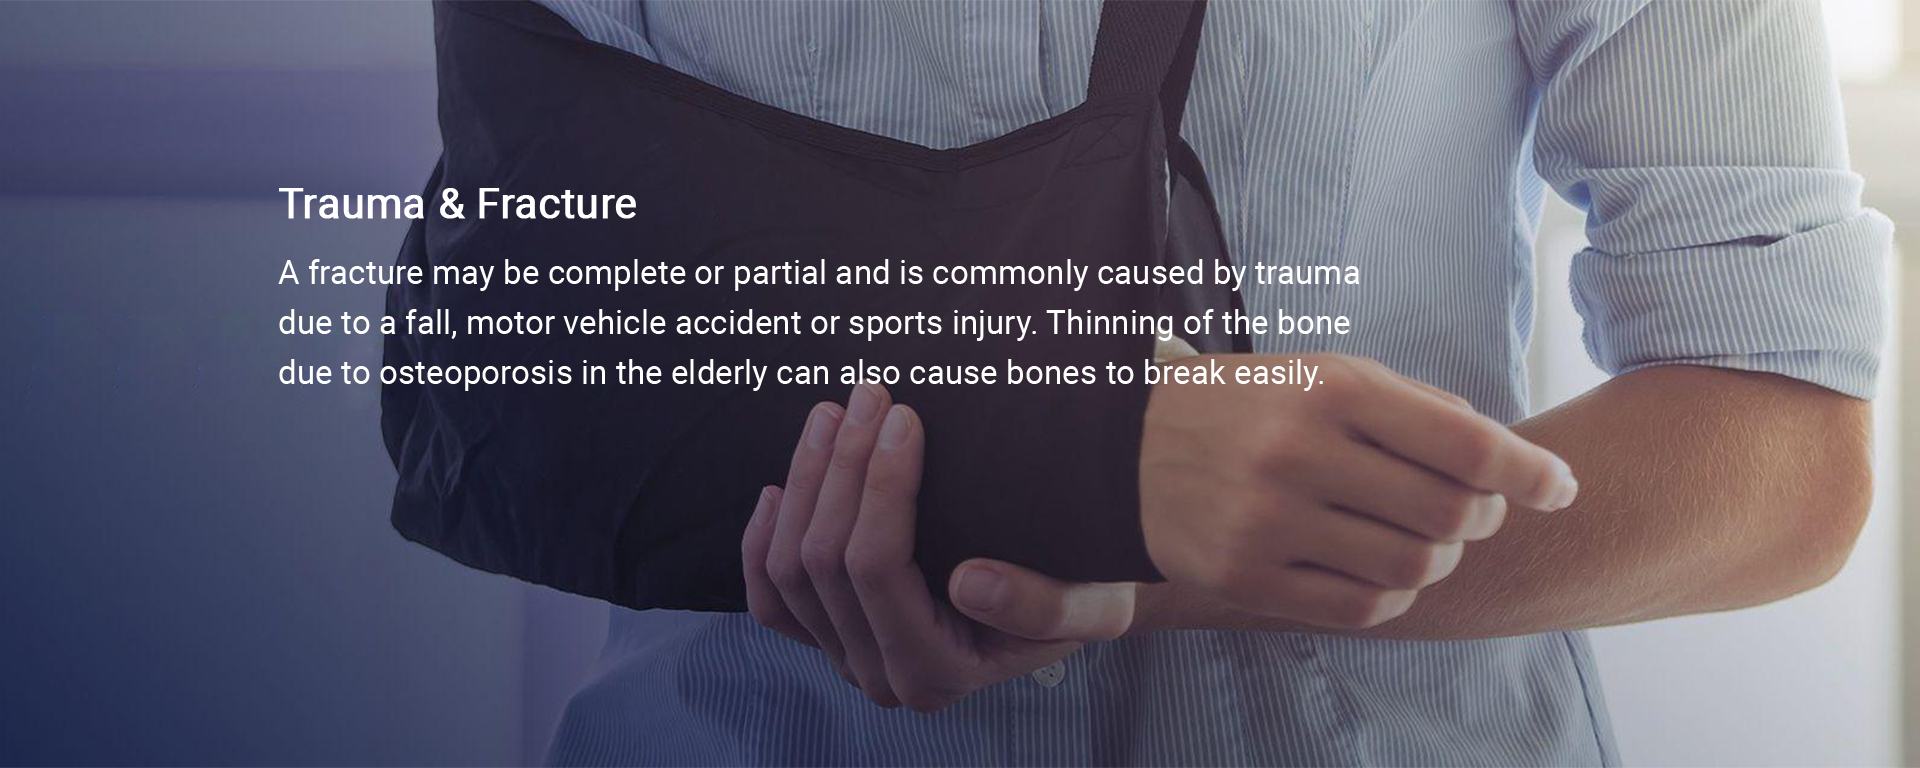 Trauma & Fracture
A fracture may be complete or partial and is commonly caused by trauma
due to a fall, motor vehicle accident or sports injury. Thinning of the bone
due to osteoporosis in the elderly can also cause bones to break easily.